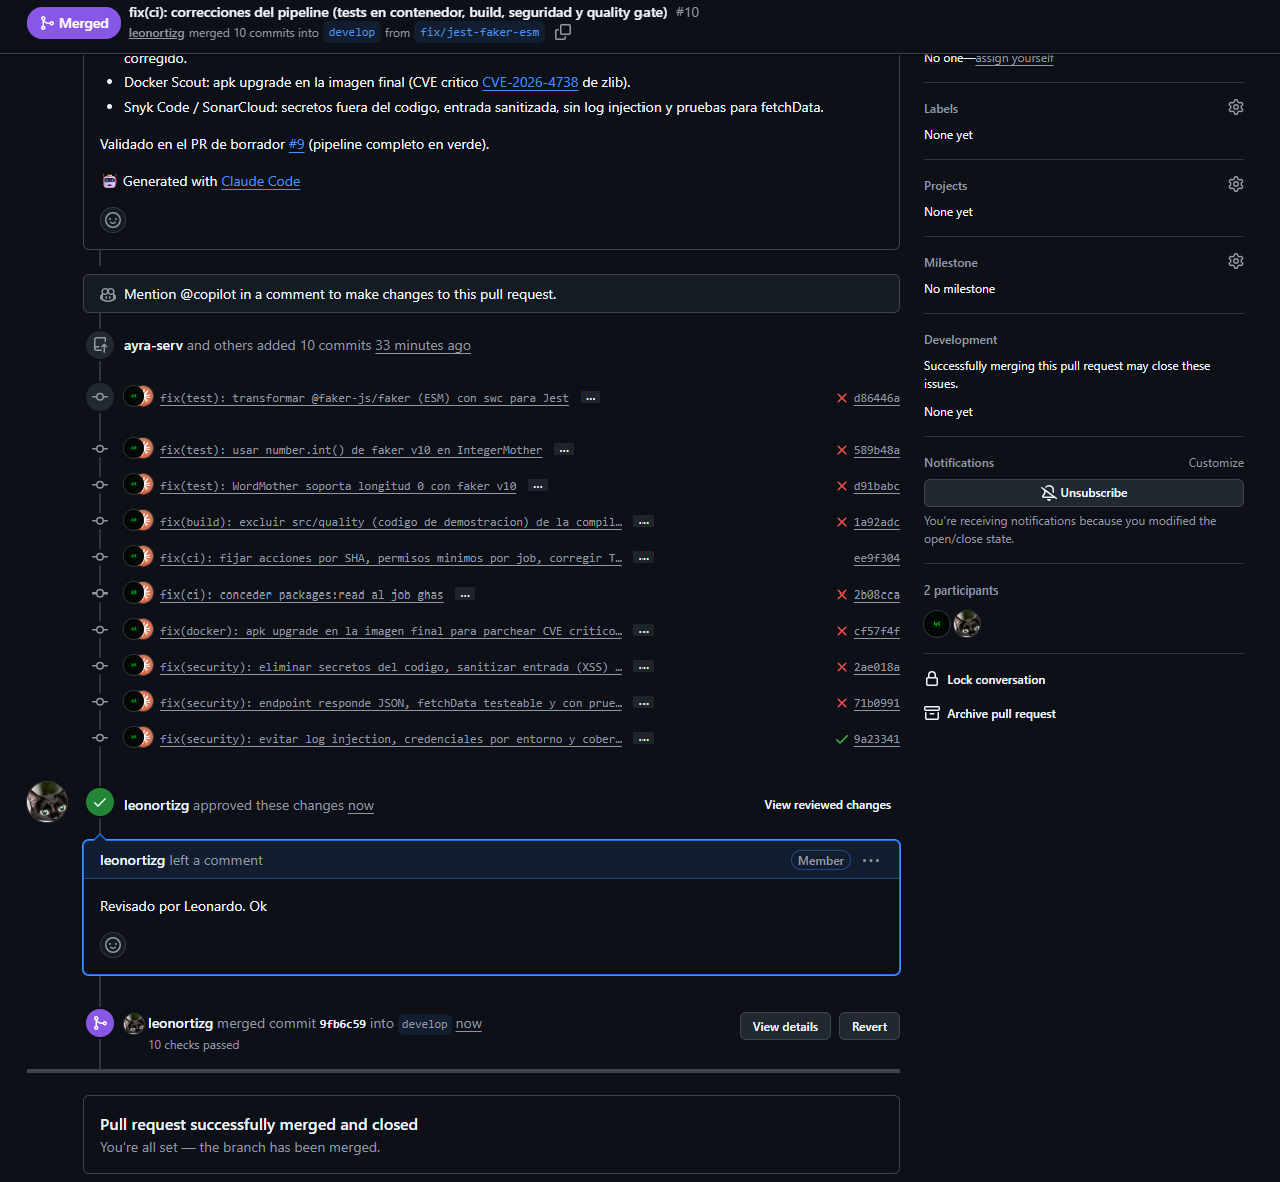 Merged
fix(ci): correcciones del pipeline (tests en contenedor, build, seguridad y quality gate) #10
leonortizg merged 10 commits into develop from fix/jest-faker-esm
corregido.
Docker Scout: apk upgrade en la imagen final (CVE critico CVE-2026-4738 de zlib).
Snyk Code / SonarCloud: secretos fuera del codigo, entrada sanitizada, sin log injection y pruebas para fetchData.
Validado en el PR de borrador #9 (pipeline completo en verde).
Generated with Claude Code
Mention @copilot in a comment to make changes to this pull request.
ayra-serv and others added 10 commits 33 minutes ago
fix(test): transformar @faker-js/faker (ESM) con swc para Jest ... d86446a
fix(test): usar number.int() de faker v10 en IntegerMother ... 589b48a
fix(test): WordMother soporta longitud 0 con faker v10 ... d91babc
fix(build): excluir src/quality (codigo de demostracion) de la compil… ... 1a92adc
fix(ci): fijar acciones por SHA, permisos minimos por job, corregir T… ... ee9f304
fix(ci): conceder packages:read al job ghas ... 2b08cca
fix(docker): apk upgrade en la imagen final para parchear CVE critico… ... cf57f4f
fix(security): eliminar secretos del codigo, sanitizar entrada (XSS) … ... 2ae018a
fix(security): endpoint responde JSON, fetchData testeable y con prue… ... 71b0991
fix(security): evitar log injection, credenciales por entorno y cober… ... 9a23341
leonortizg approved these changes now
View reviewed changes
leonortizg left a comment
Member ...
Revisado por Leonardo. Ok
leonortizg merged commit 9fb6c59 into develop now
10 checks passed
View details
Revert
Pull request successfully merged and closed
You're all set — the branch has been merged.
No one—assign yourself
Labels
None yet
Projects
None yet
Milestone
No milestone
Development
Successfully merging this pull request may close these
issues.
None yet
Notifications
Customize
Unsubscribe
You're receiving notifications because you modified the
open/close state.
2 participants
Lock conversation
Archive pull request